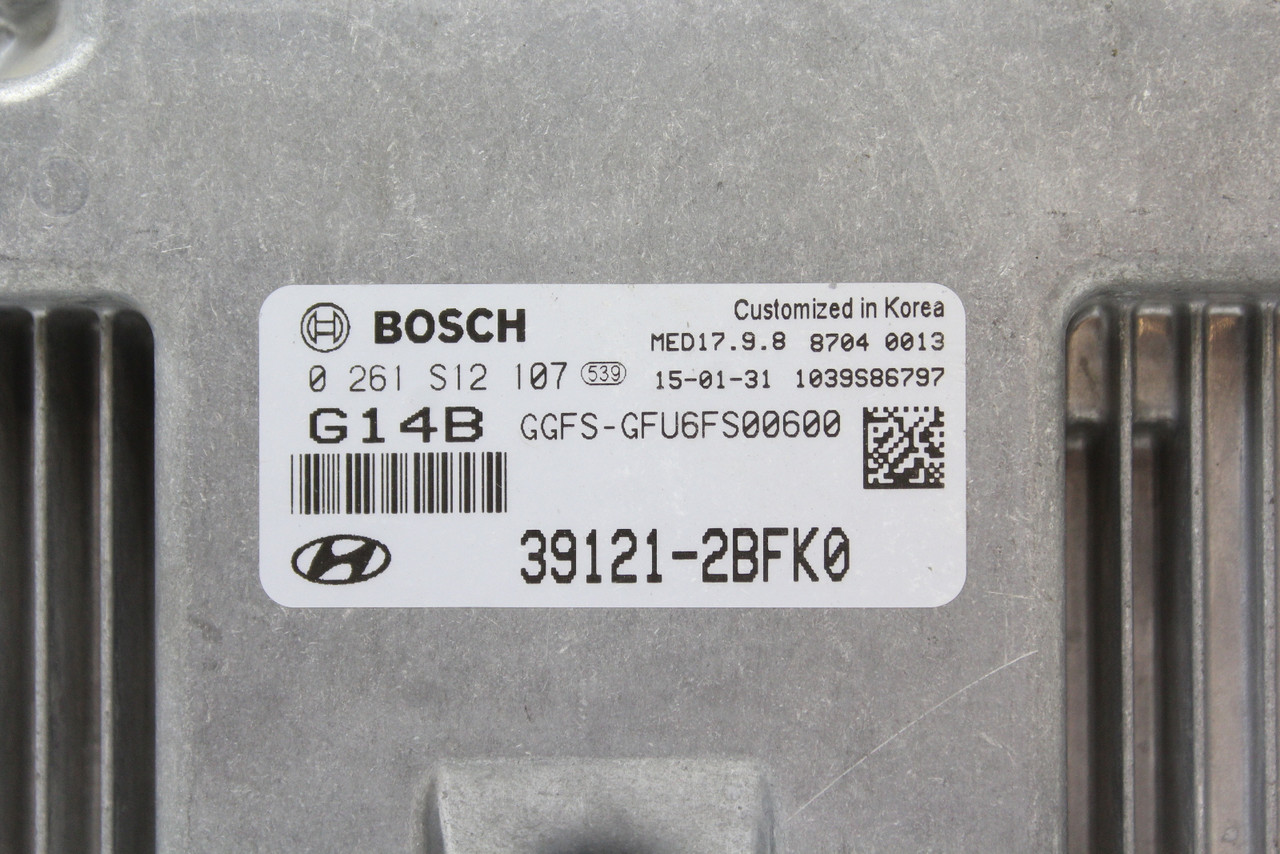 BOSCH
Customized in Korea
MED17.9.8 8704 0013
0 261 S12 107 539
15-01-31 1039S86797
G14B GGFS-GFU6FS00600
39121-2BFK0